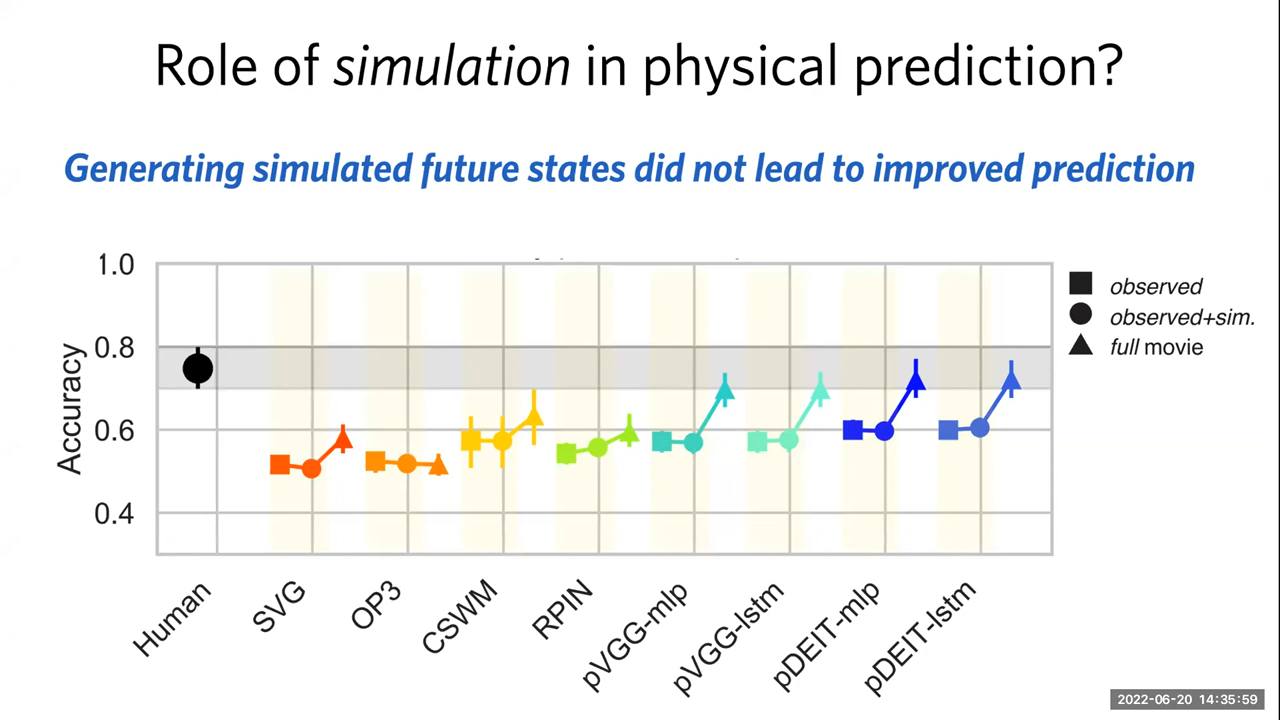 Role of simulation in physical prediction?
Generating simulated future states did not lead to improved prediction
1.0
0.8
0.6
0.4
Accuracy
observed
observed+sim.
full movie
Human
SVG
OP3
CSWM
RPIN
pVGG-mlp
pVGG-lstm
pDEIT-mlp
pDEIT-lstm
2022-06-20 14:35:59